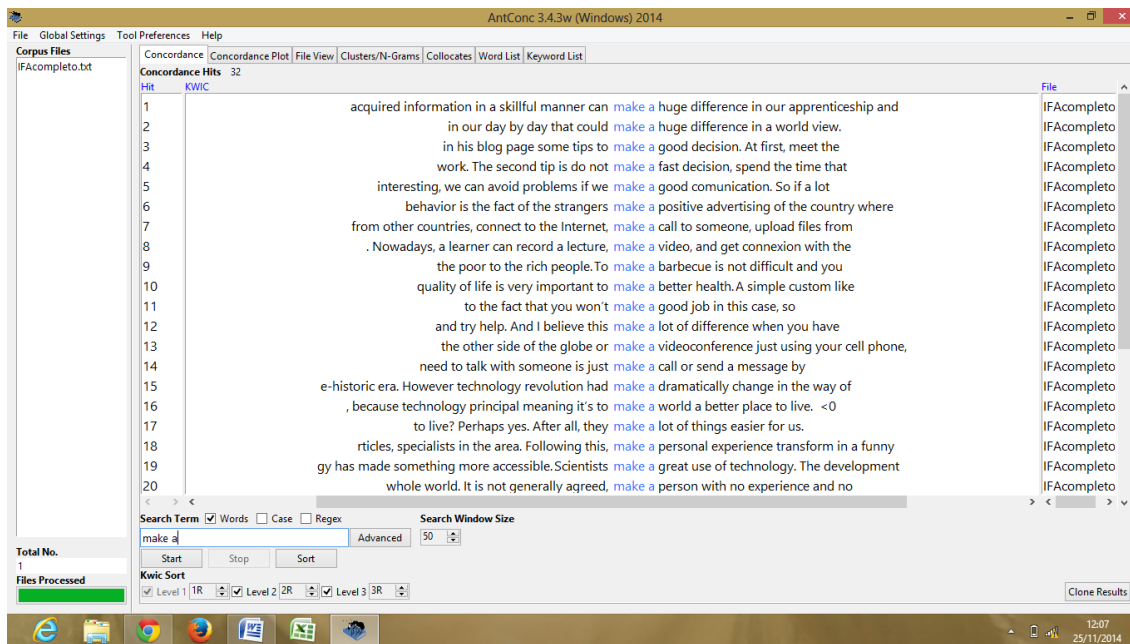 AntConc 3.4.3w (Windows) 2014
File Global Settings Tool Preferences Help
Corpus Files
IFAcompleto.txt
Concordance Concordance Plot File View Clusters/N-Grams Collocates Word List Keyword List
Concordance Hits 32
Hit KWIC File
1 acquired information in a skillful manner can make a huge difference in our apprenticeship and IFAcompleto
2 in our day by day that could make a huge difference in a world view. IFAcompleto
3 in his blog page some tips to make a good decision. At first, meet the IFAcompleto
4 work. The second tip is do not make a fast decision, spend the time that IFAcompleto
5 interesting, we can avoid problems if we make a good comunication. So if a lot IFAcompleto
6 behavior is the fact of the strangers make a positive advertising of the country where IFAcompleto
7 from other countries, connect to the Internet, make a call to someone, upload files from IFAcompleto
8 . Nowadays, a learner can record a lecture, make a video, and get connexion with the IFAcompleto
9 the poor to the rich people. To make a barbecue is not difficult and you IFAcompleto
10 quality of life is very important to make a better health. A simple custom like IFAcompleto
11 to the fact that you won't make a good job in this case, so IFAcompleto
12 and try help. And I believe this make a lot of difference when you have IFAcompleto
13 the other side of the globe or make a videoconference just using your cell phone, IFAcompleto
14 need to talk with someone is just make a call or send a message by IFAcompleto
15 e-historic era. However technology revolution had make a dramatically change in the way of IFAcompleto
16 , because technology principal meaning it's to make a world a better place to live. <0 IFAcompleto
17 to live? Perhaps yes. After all, they make a lot of things easier for us. IFAcompleto
18 rticles, specialists in the area. Following this, make a personal experience transform in a funny IFAcompleto
19 gy has made something more accessible. Scientists make a great use of technology. The development IFAcompleto
20 whole world. It is not generally agreed, make a person with no experience and no IFAcompleto
Search Term Words Case Regex Search Window Size
make a Advanced 50
Total No.
1
Start Stop Sort
Files Processed
Kwic Sort
Level 1 1R Level 2 2R Level 3 3R Clone Results
12:07
25/11/2014